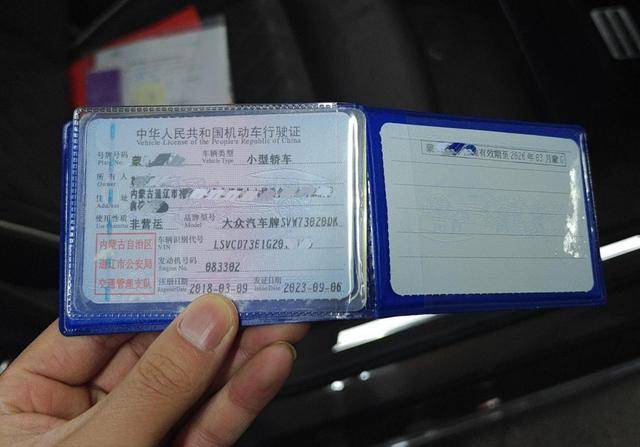 中华人民共和国机动车行驶证
Vehicle License of the People's Republic of China
号牌号码 蒙 车辆类型 小型轿车
Plate No. Vehicle Type
所有人
Owner
内蒙古通辽市
住址
Address
使用性质 非营运 品牌型号 大众汽车牌SVW7302BDK
内蒙古自治区
通辽市公安局
交通管理支队
车辆识别代号 LSVCD73E1G20
VIN
发动机号码 083302
Engine No.
注册日期 2018-03-09 发证日期 2023-09-06
Register Date Issue Date
蒙 有效期至2026年03月蒙G